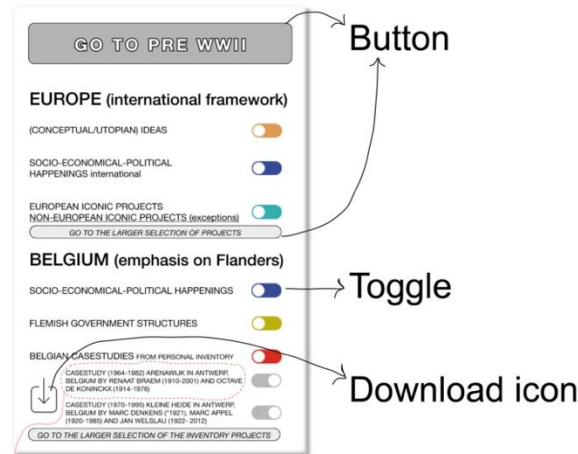 GO TO PRE WWII
Button
EUROPE (international framework)
(CONCEPTUAL/UTOPIAN) IDEAS
SOCIO-ECONOMICAL-POLITICAL
HAPPENINGS international
EUROPEAN ICONIC PROJECTS
NON-EUROPEAN ICONIC PROJECTS (exceptions)
GO TO THE LARGER SELECTION OF PROJECTS
BELGIUM (emphasis on Flanders)
SOCIO-ECONOMICAL-POLITICAL HAPPENINGS
Toggle
FLEMISH GOVERNMENT STRUCTURES
BELGIAN CASESTUDIES FROM PERSONAL INVENTORY
CASESTUDY (1964-1982) ARENAWIJK IN ANTWERP,
BELGIUM BY RENAAT BRAEM (1910-2001) AND OCTAVE
DE KONINCKX (1914-1976)
Download icon
CASESTUDY (1970-1995) KLEINE HEIDE IN ANTWERP,
BELGIUM BY MARC DENKENS (*1921), MARC APPEL
(1920-1985) AND JAN WELSLAU (1922- 2012)
GO TO THE LARGER SELECTION OF THE INVENTORY PROJECTS